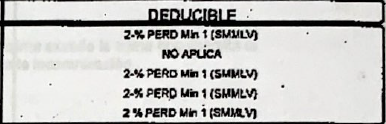 DEDUCIBLE
2-% PERD Min 1 (SMMLV)
NO APLICA
2-% PERD Min 1 (SMMLV)
2-% PERD Min 1 (SMMLV)
2 % PERD Min 1 (SMMLV)